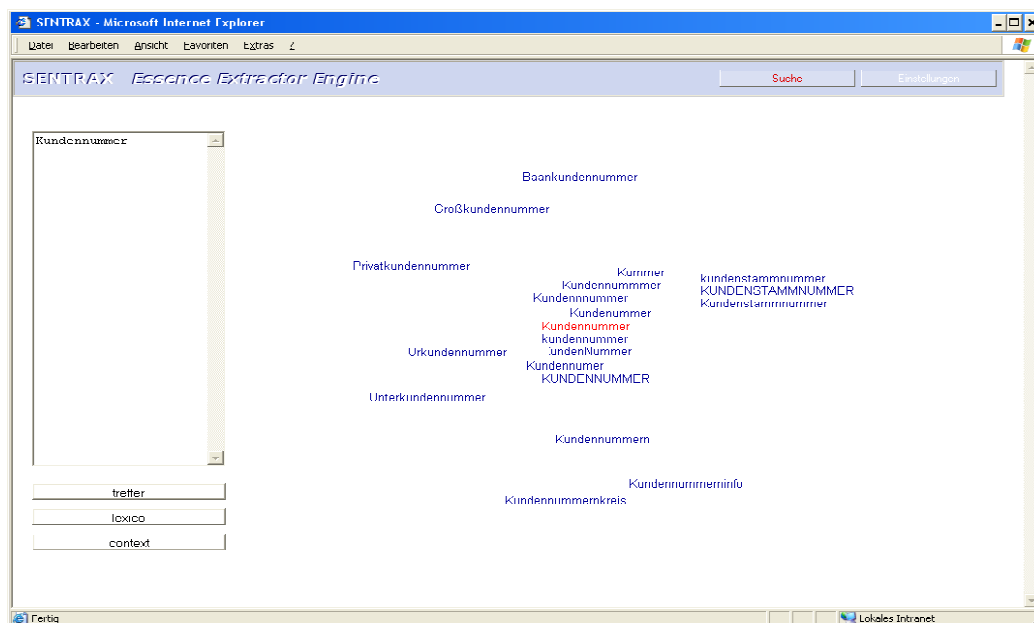 SENTRAX - Microsoft Internet Explorer
Datei Bearbeiten Ansicht Favoriten Extras ?
SENTRAX Essence Extractor Engine
Suche Einstellungen
Kundennummer
Baankundennummer
Großkundennummer
Privatkundennummer
Kummer
kundenstammnummer
Kundennummmer
KUNDENSTAMMNUMMER
Kundennnummer
Kundenstammnummer
Kundenummer
Kundennummer
kundennummer
Urkundennummer
KundenNummer
Kundennumer
KUNDENNUMMER
Unterkundennummer
Kundennummern
Kundennummerninfo
Kundennummernkreis
treffer
lexico
context
Fertig
Lokales Intranet